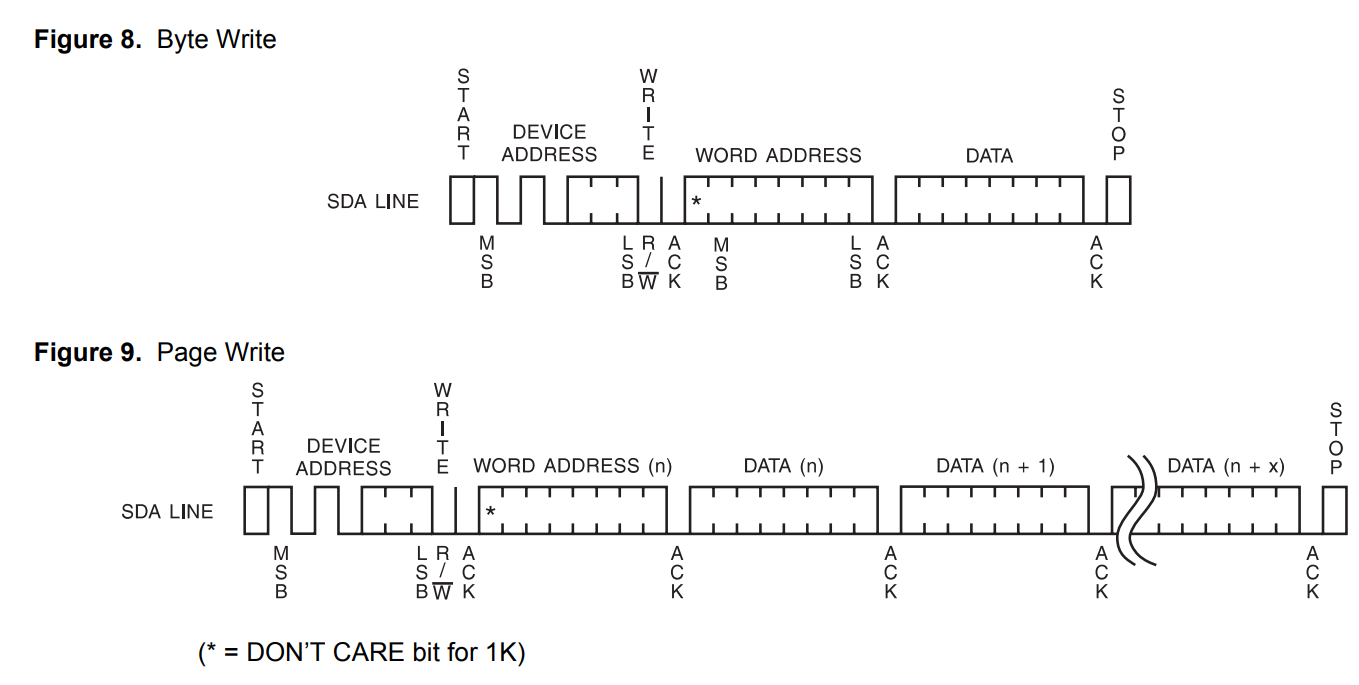 Figure 8. Byte Write
START
WRITE
STOP
DEVICE
ADDRESS
WORD ADDRESS
DATA
SDA LINE
*
MSB
LSB
R/W
ACK
MSB
LSB
ACK
ACK
Figure 9. Page Write
START
WRITE
STOP
DEVICE
ADDRESS
WORD ADDRESS (n)
DATA (n)
DATA (n + 1)
DATA (n + x)
SDA LINE
*
MSB
LSB
R/W
ACK
ACK
ACK
ACK
ACK
(* = DON'T CARE bit for 1K)